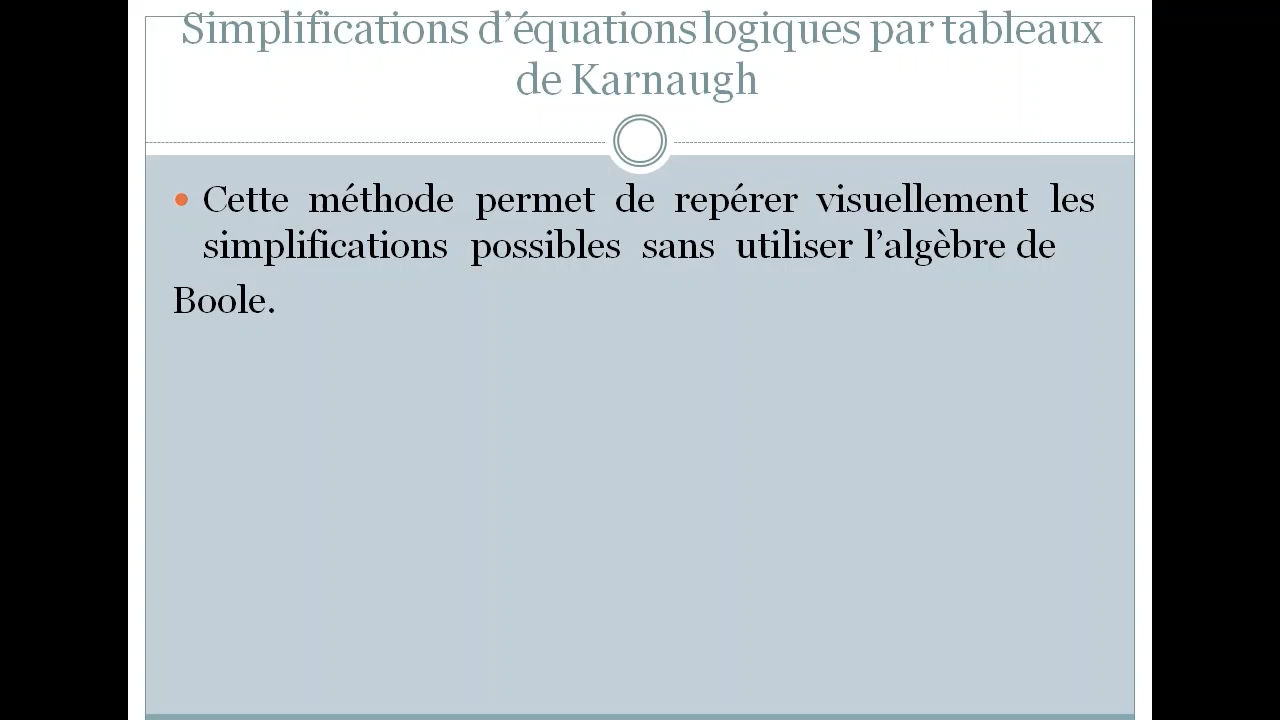 Simplifications d’équations logiques par tableaux
de Karnaugh
• Cette méthode permet de repérer visuellement les
simplifications possibles sans utiliser l’algèbre de
Boole.